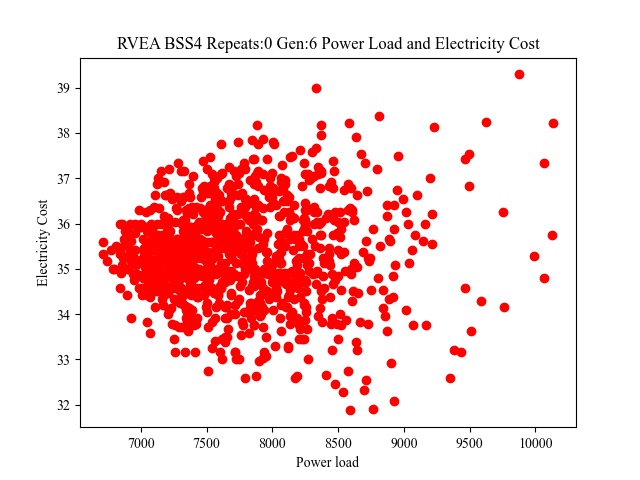 RVEA BSS4 Repeats:0 Gen:6 Power Load and Electricity Cost
39
38
37
36
35
34
33
32
Electricity Cost
7000 7500 8000 8500 9000 9500 10000
Power load